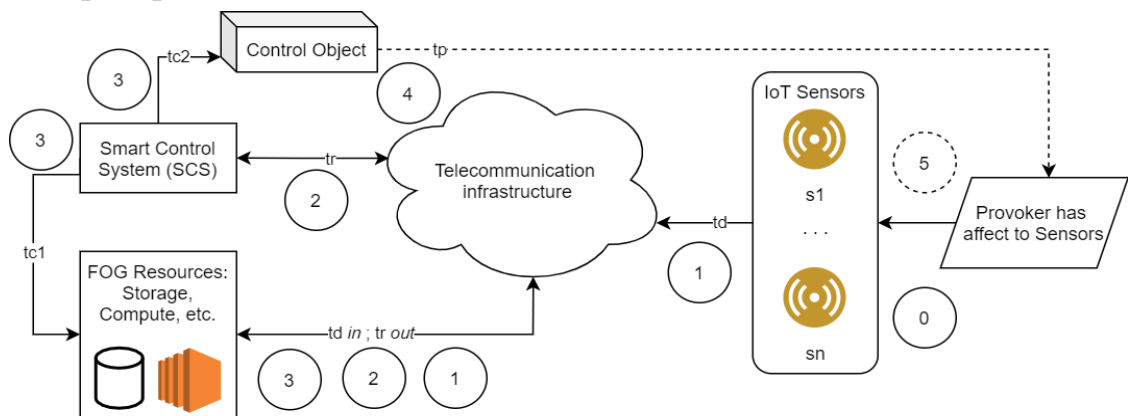 Control Object
tp
tc2
3
4
IoT Sensors
3
Smart Control
System (SCS)
tr
2
Telecommunication
infrastructure
s1
5
. . .
Provoker has
affect to Sensors
td
1
tc1
FOG Resources:
Storage,
Compute, etc.
td in ; tr out
3
2
1
sn
0